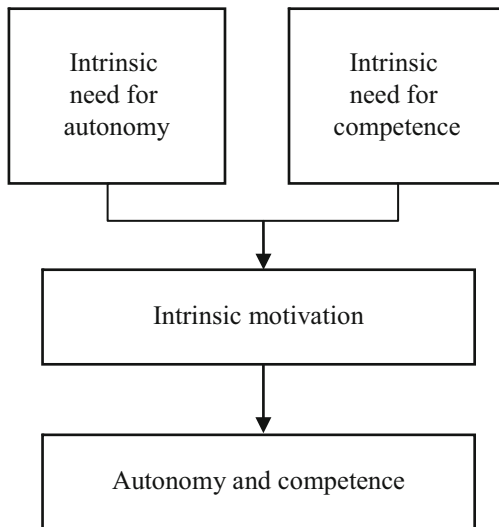 Intrinsic
need for
autonomy
Intrinsic
need for
competence
Intrinsic motivation
Autonomy and competence